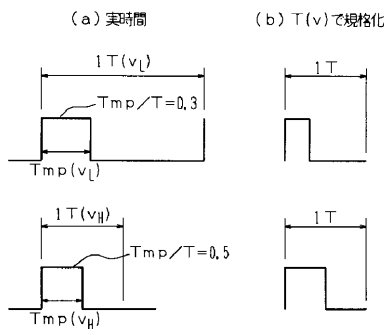 (a) 実時間
(b) T(v)で規格化
1T(vL)
1T
Tmp/T=0.3
Tmp(vL)
1T(vH)
1T
Tmp/T=0.5
Tmp(vH)